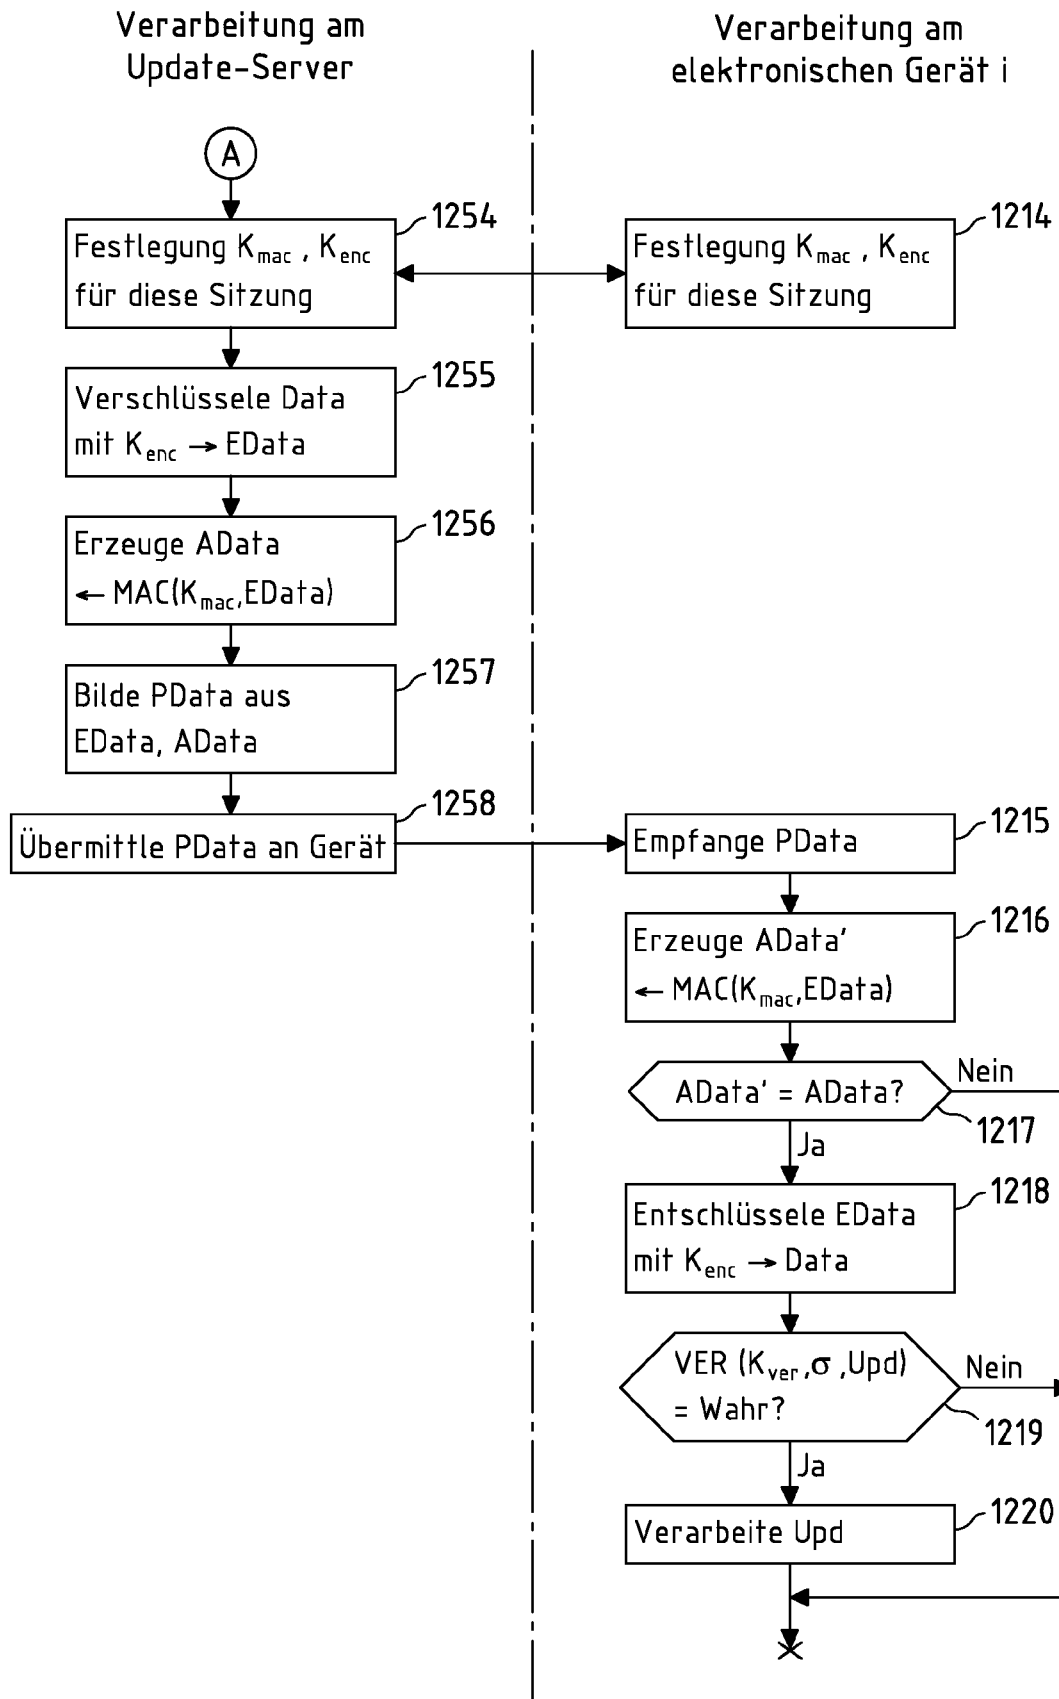 Verarbeitung am
Update-Server
Verarbeitung am
elektronischen Gerät i
A
1254
Festlegung Kmac , Kenc
für diese Sitzung
1214
Festlegung Kmac , Kenc
für diese Sitzung
1255
Verschlüssele Data
mit Kenc → EData
1256
Erzeuge AData
← MAC(Kmac,EData)
1257
Bilde PData aus
EData, AData
1258
Übermittle PData an Gerät
1215
Empfange PData
1216
Erzeuge AData'
← MAC(Kmac,EData)
AData' = AData?
Nein
1217
Ja
1218
Entschlüssele EData
mit Kenc → Data
VER (Kver,σ ,Upd)
= Wahr?
Nein
1219
Ja
1220
Verarbeite Upd